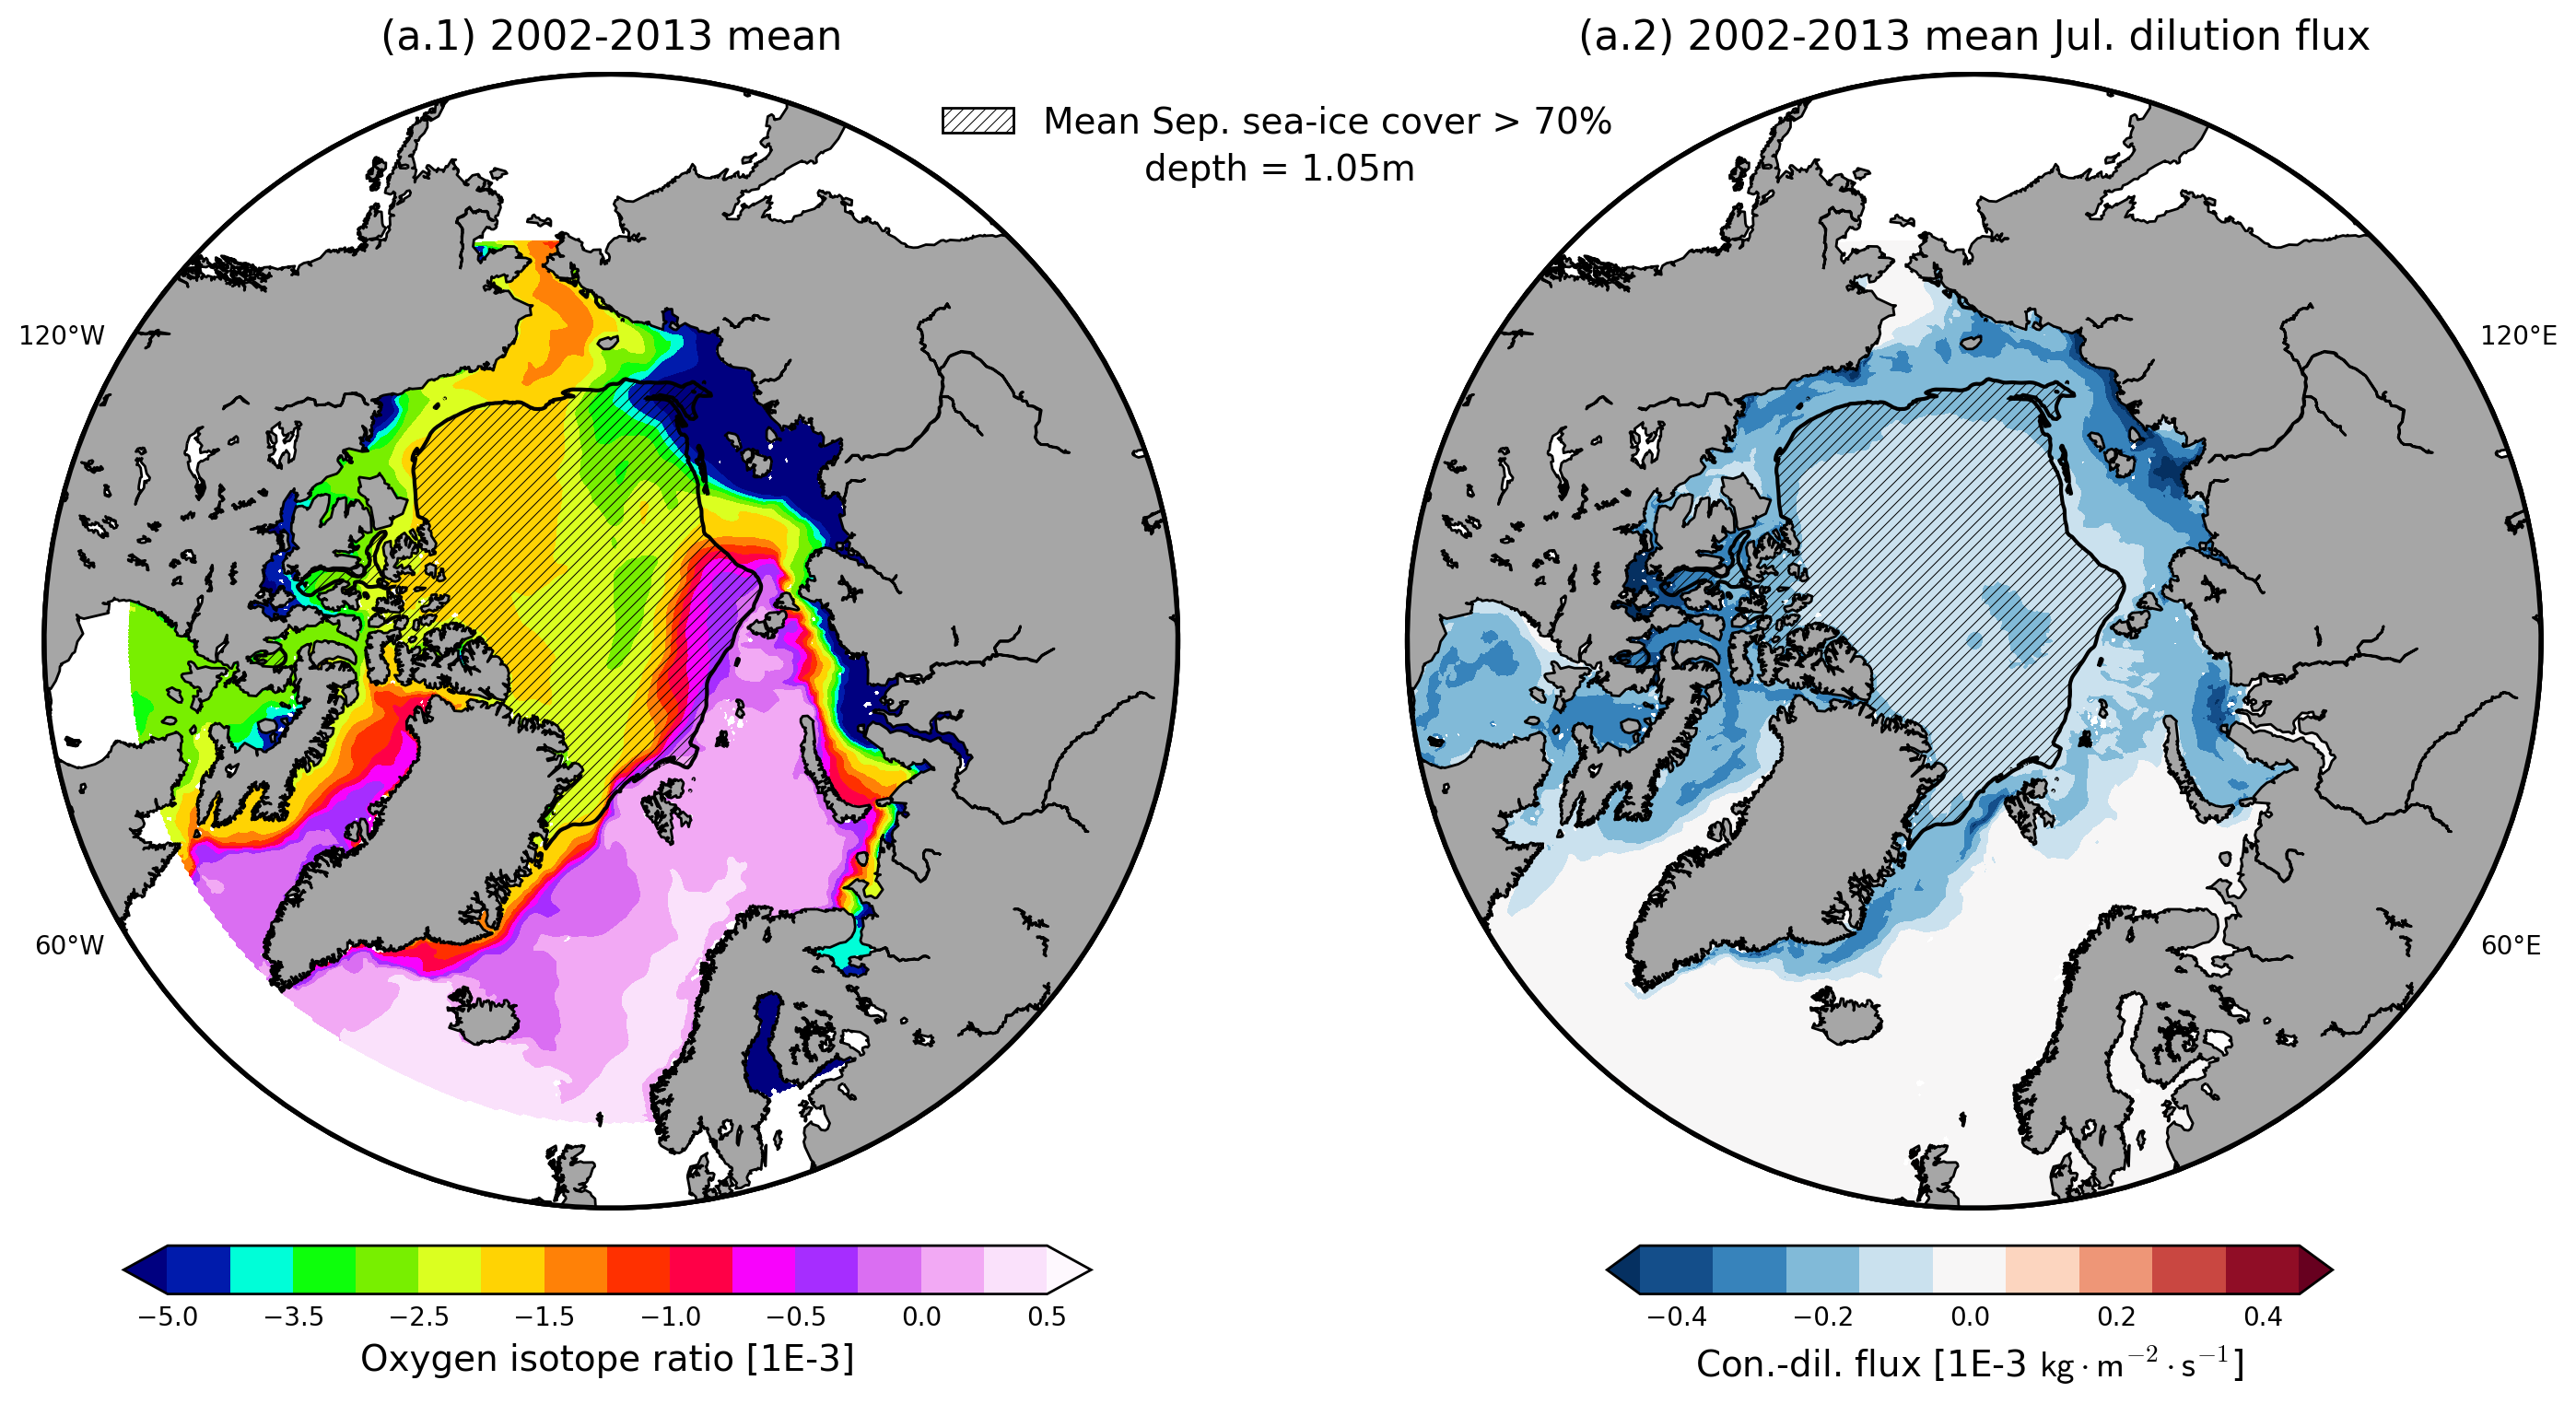 (a.1) 2002-2013 mean
(a.2) 2002-2013 mean Jul. dilution flux
Mean Sep. sea-ice cover > 70%
depth = 1.05m
120°W
120°E
60°W
60°E
−5.0 −3.5 −2.5 −1.5 −1.0 −0.5 0.0 0.5
Oxygen isotope ratio [1E-3]
−0.4 −0.2 0.0 0.2 0.4
Con.-dil. flux [1E-3 kg · m⁻² · s⁻¹]